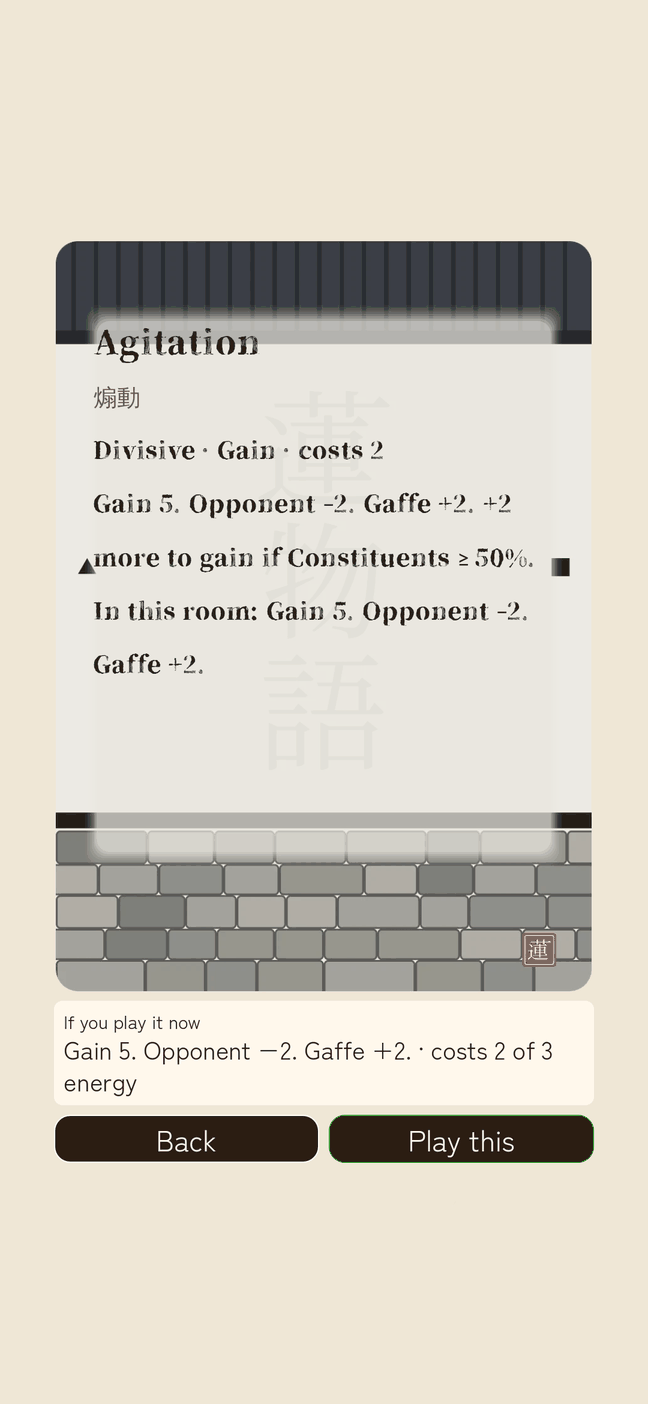 Agitation
煽動
Divisive · Gain · costs 2
Gain 5. Opponent -2. Gaffe +2. +2
more to gain if Constituents ≥ 50%.
In this room: Gain 5. Opponent -2.
Gaffe +2.
蓮物語
蓮
If you play it now
Gain 5. Opponent −2. Gaffe +2. · costs 2 of 3
energy
Back
Play this